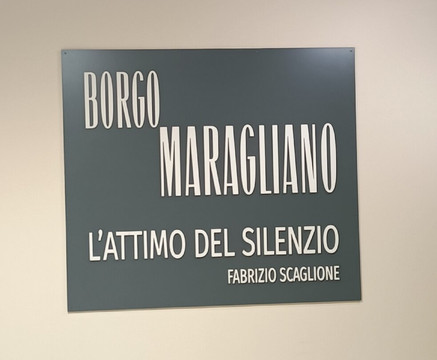 BORGO
MARAGLIANO
L'ATTIMO DEL SILENZIO
FABRIZIO SCAGLIONE